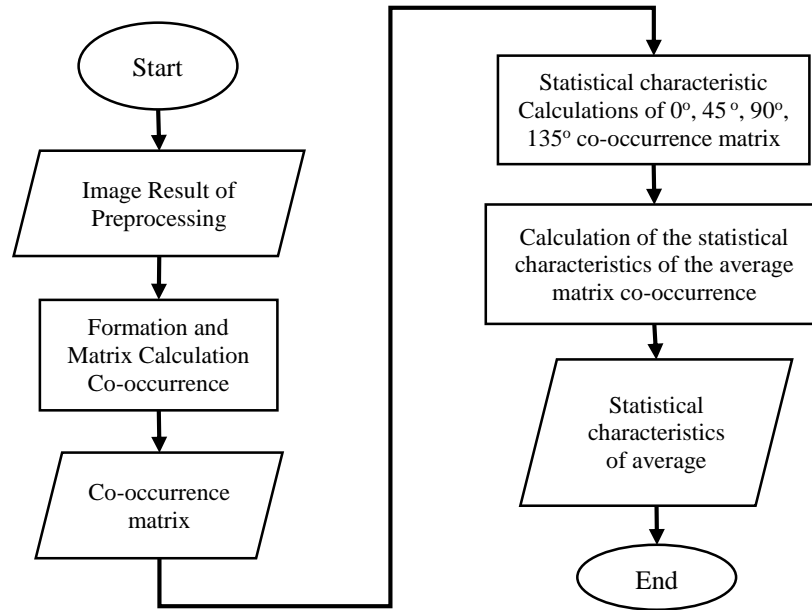 Start
Image Result of
Preprocessing
Formation and
Matrix Calculation
Co-occurrence
Co-occurrence
matrix
Statistical characteristic
Calculations of 0º, 45 º, 90º,
135º co-occurrence matrix
Calculation of the statistical
characteristics of the average
matrix co-occurrence
Statistical
characteristics
of average
End